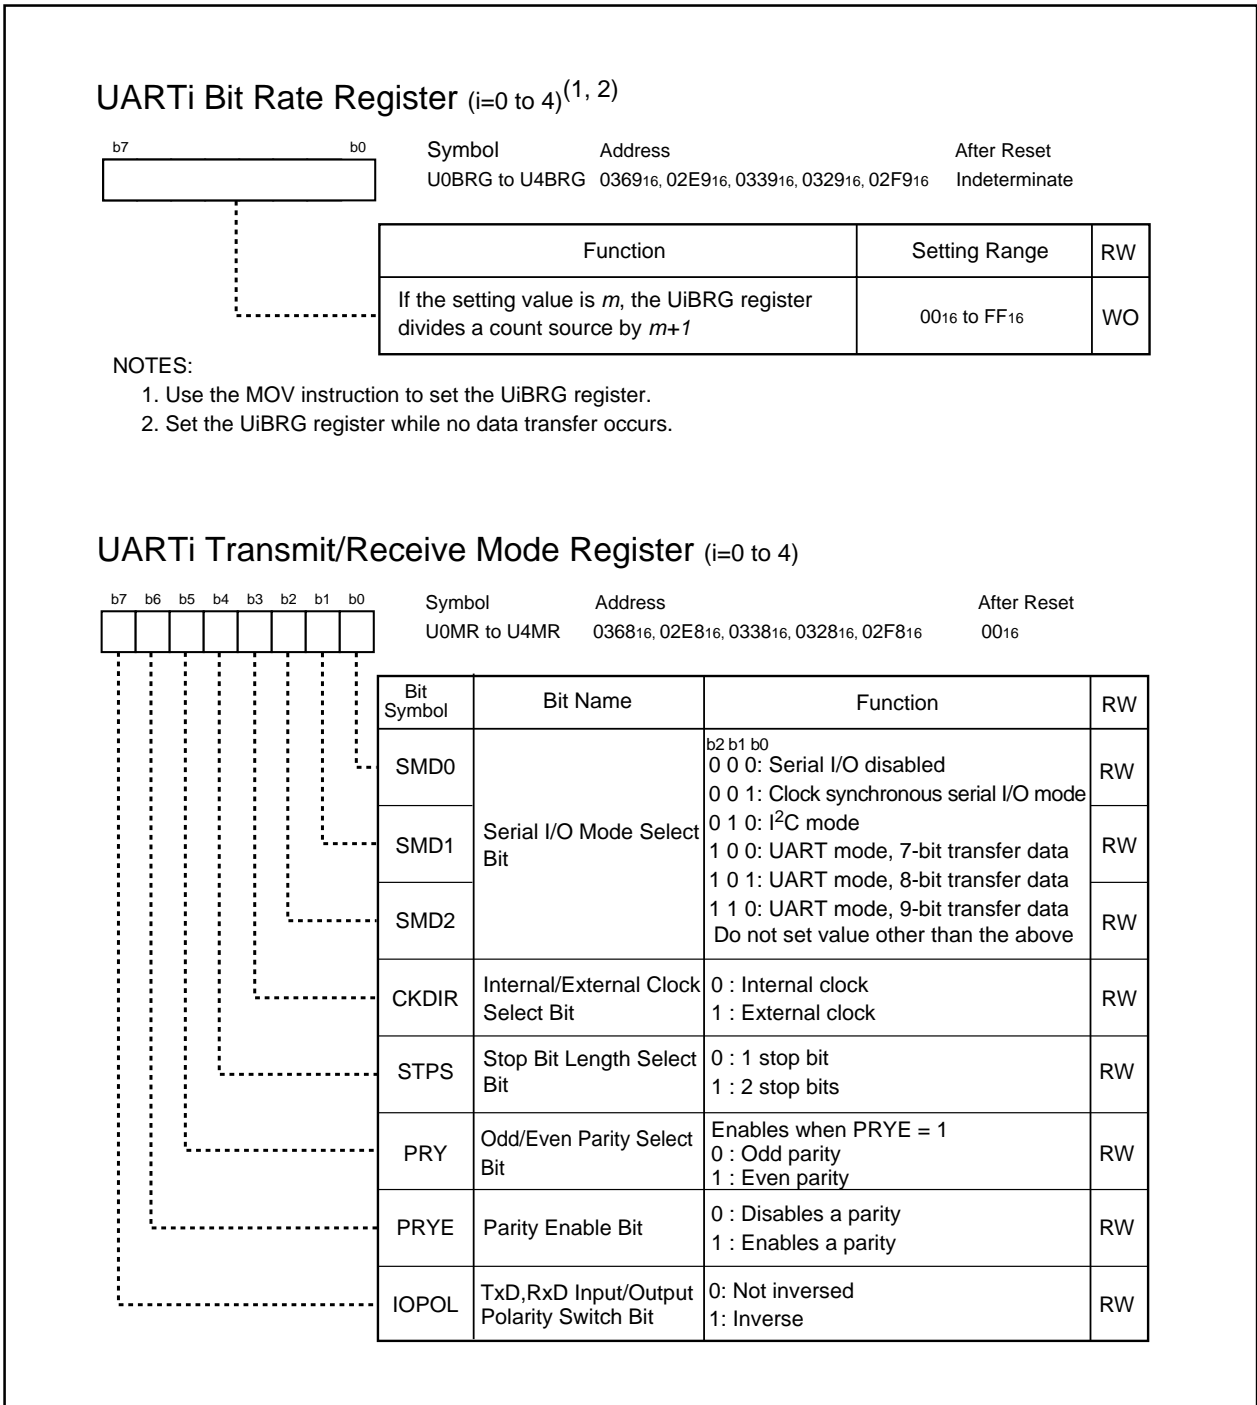 UARTi Bit Rate Register (i=0 to 4)(1, 2)
b7 b0
Symbol Address After Reset
U0BRG to U4BRG 036916, 02E916, 033916, 032916, 02F916 Indeterminate
Function Setting Range RW
If the setting value is m, the UiBRG register
divides a count source by m+1
0016 to FF16 WO
NOTES:
1. Use the MOV instruction to set the UiBRG register.
2. Set the UiBRG register while no data transfer occurs.
UARTi Transmit/Receive Mode Register (i=0 to 4)
b7 b6 b5 b4 b3 b2 b1 b0
Symbol Address After Reset
U0MR to U4MR 036816, 02E816, 033816, 032816, 02F816 0016
Bit
Symbol
Bit Name Function RW
SMD0 RW
SMD1 RW
SMD2 RW
Serial I/O Mode Select
Bit
b2 b1 b0
0 0 0: Serial I/O disabled
0 0 1: Clock synchronous serial I/O mode
0 1 0: I2C mode
1 0 0: UART mode, 7-bit transfer data
1 0 1: UART mode, 8-bit transfer data
1 1 0: UART mode, 9-bit transfer data
Do not set value other than the above
CKDIR
Internal/External Clock
Select Bit
0 : Internal clock
1 : External clock
RW
STPS
Stop Bit Length Select
Bit
0 : 1 stop bit
1 : 2 stop bits
RW
PRY
Odd/Even Parity Select
Bit
Enables when PRYE = 1
0 : Odd parity
1 : Even parity
RW
PRYE
Parity Enable Bit
0 : Disables a parity
1 : Enables a parity
RW
IOPOL
TxD,RxD Input/Output
Polarity Switch Bit
0: Not inversed
1: Inverse
RW